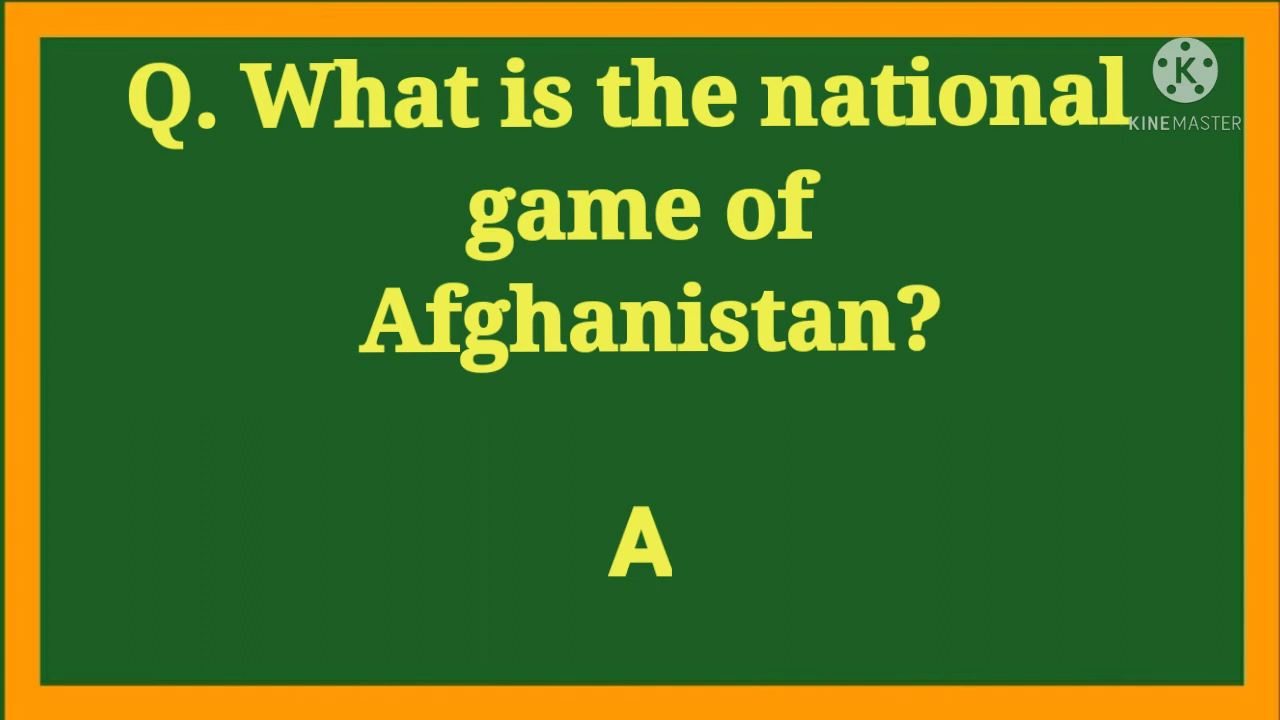 Q. What is the national
K
KINEMASTER
game of
Afghanistan?
A